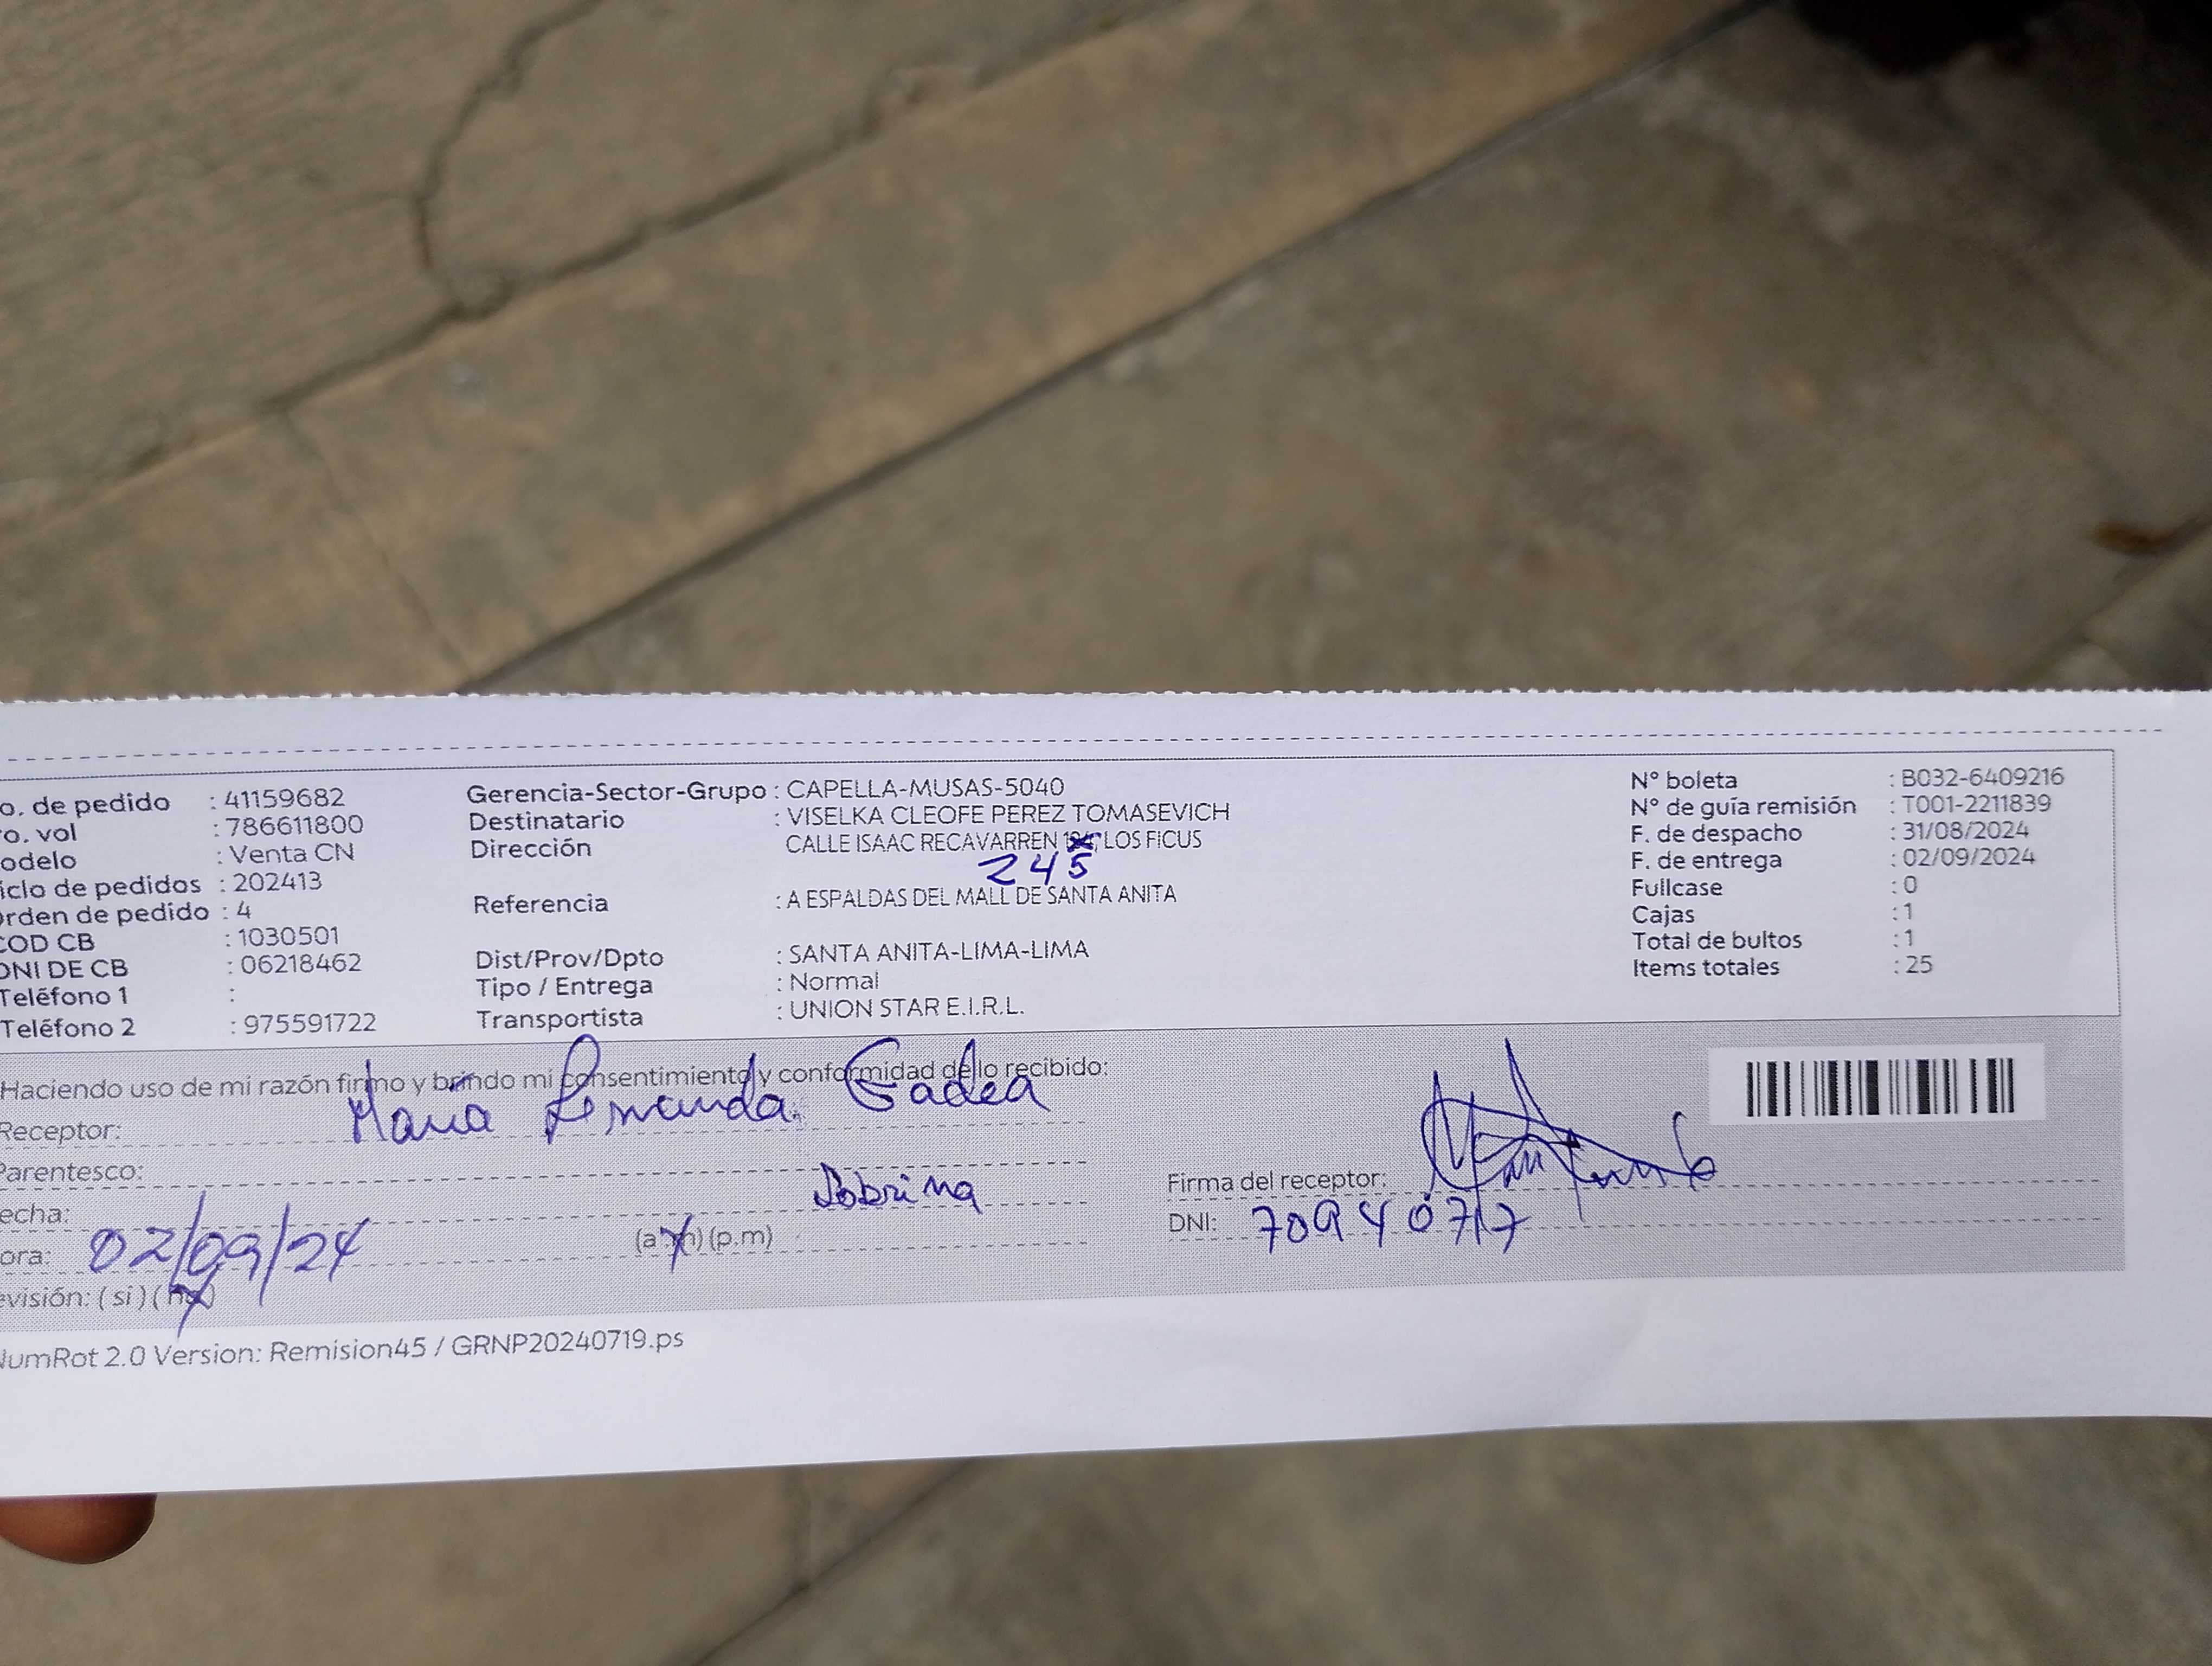 o. de pedido : 41159682 Gerencia-Sector-Grupo : CAPELLA-MUSAS-5040 N° boleta : B032-6409216
ro. vol : 786611800 Destinatario : VISELKA CLEOFE PEREZ TOMASEVICH N° de guía remisión : T001-2211839
odelo : Venta CN Dirección CALLE ISAAC RECAVARREN LOS FICUS F. de despacho : 31/08/2024
245
iclo de pedidos : 202413 F. de entrega : 02/09/2024
rden de pedido : 4 Referencia : A ESPALDAS DEL MALL DE SANTA ANITA Fullcase : 0
COD CB : 1030501 Cajas : 1
DNI DE CB : 06218462 Dist/Prov/Dpto : SANTA ANITA-LIMA-LIMA Total de bultos : 1
Teléfono 1 : Tipo / Entrega : Normal Items totales : 25
Teléfono 2 : 975591722 Transportista : UNION STAR E.I.R.L.
Haciendo uso de mi razón firmo y brindo mi consentimiento y conformidad de lo recibido:
Receptor: Maria Fernanda Gadea
Parentesco: Sobrina
Firma del receptor:
echa: 02/09/24
DNI: 70940717
ora: (a.m) (p.m)
evisión: ( si ) ( no )
NumRot 2.0 Version: Remision45 / GRNP20240719.ps